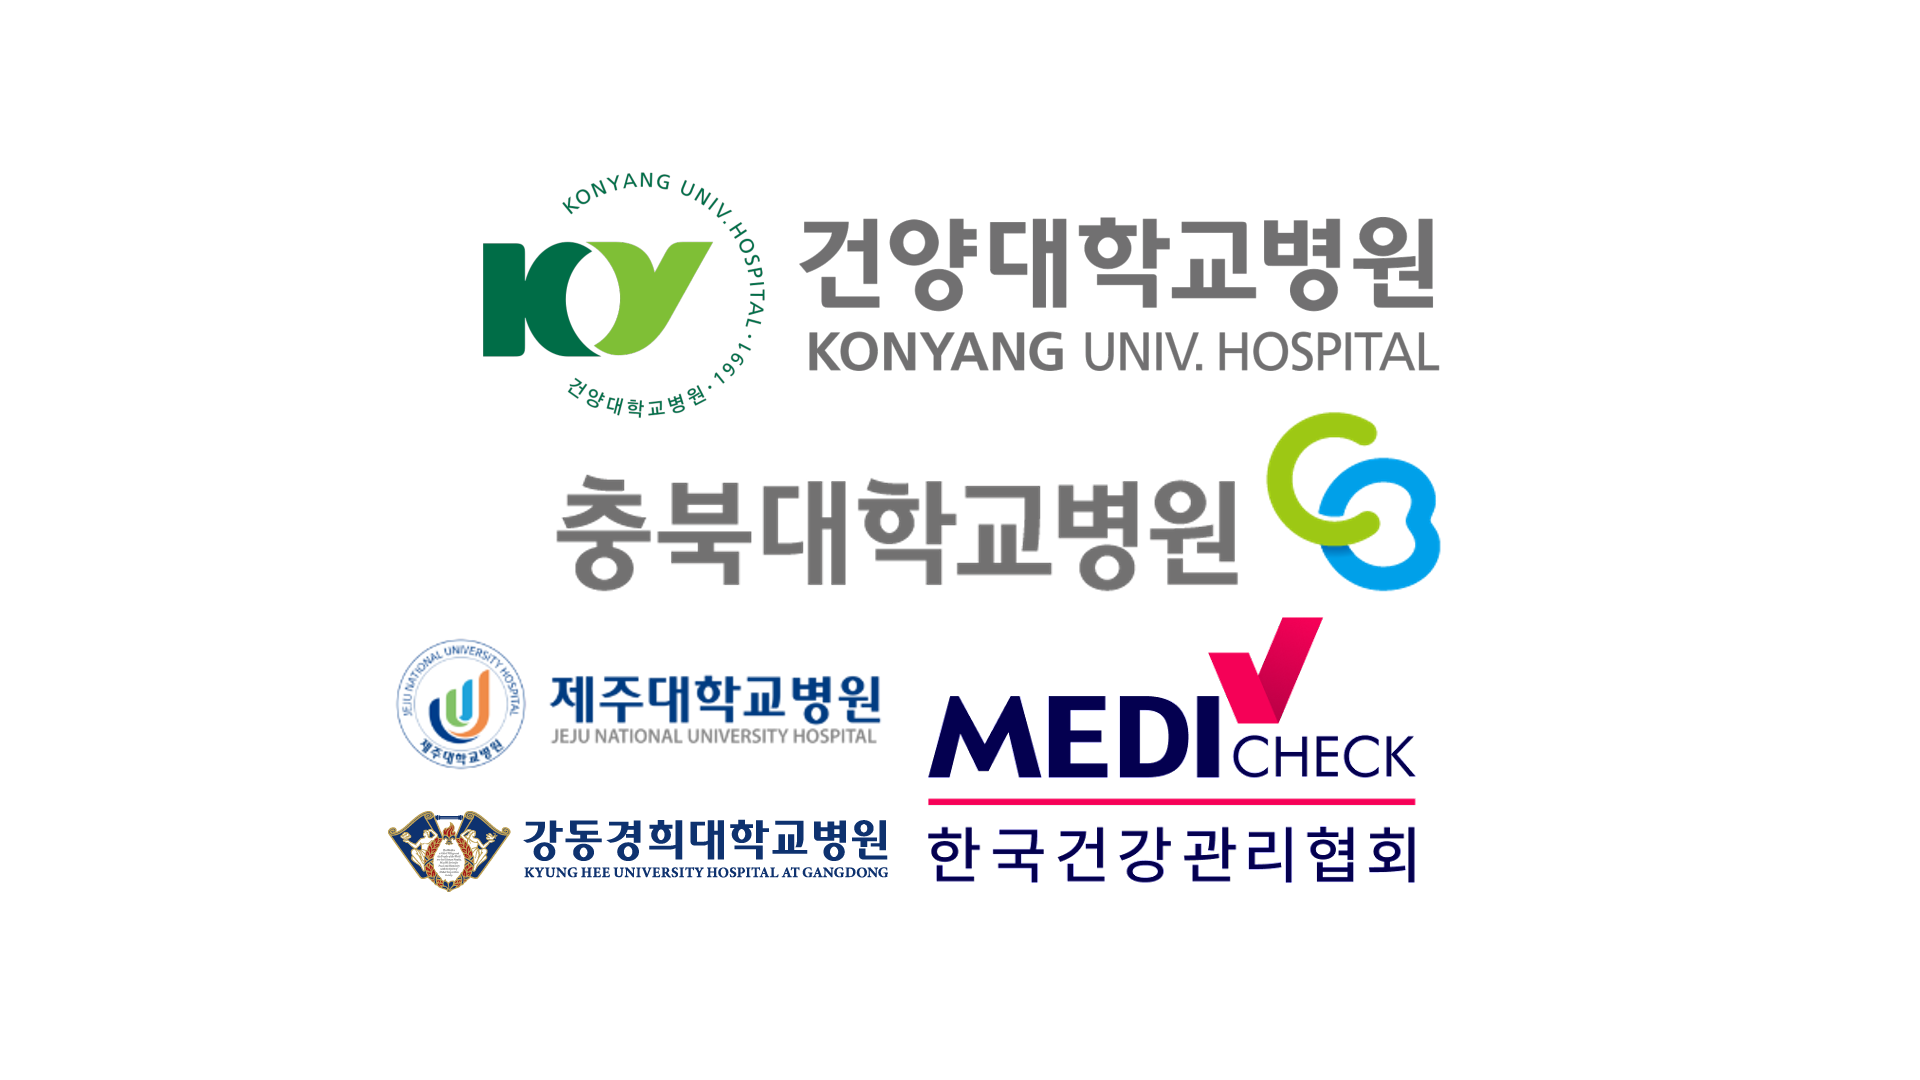 KONYANG UNIV. HOSPITAL · 1991 · 건양대학교병원
KY
건양대학교병원
KONYANG UNIV. HOSPITAL
충북대학교병원
CB
JEJU NATIONAL UNIVERSITY HOSPITAL
제주대학교병원
제주대학교병원
JEJU NATIONAL UNIVERSITY HOSPITAL
MEDI CHECK
한국건강관리협회
강동경희대학교병원
KYUNG HEE UNIVERSITY HOSPITAL AT GANGDONG